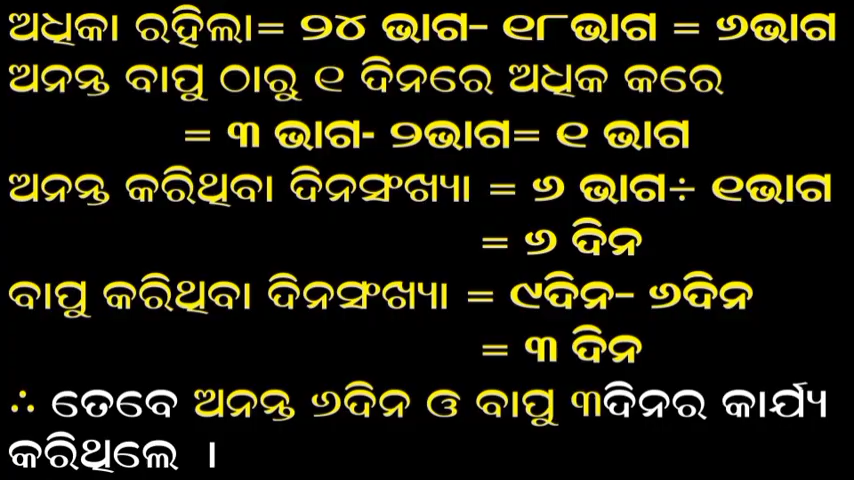 ଅଧିକା ରହିଲା= ୨୪ ଭାଗ- ୧୮ଭାଗ = ୬ଭାଗ
ଅନନ୍ତ ବାପୁ ଠାରୁ ୧ ଦିନରେ ଅଧିକ କରେ
= ୩ ଭାଗ- ୨ଭାଗ= ୧ ଭାଗ
ଅନନ୍ତ କରିଥିବା ଦିନସଂଖ୍ୟା = ୬ ଭାଗ÷ ୧ଭାଗ
= ୬ ଦିନ
ବାପୁ କରିଥିବା ଦିନସଂଖ୍ୟା = ୯ଦିନ- ୬ଦିନ
= ୩ ଦିନ
∴ ତେବେ ଅନନ୍ତ ୬ଦିନ ଓ ବାପୁ ୩ଦିନର କାର୍ଯ୍ୟ
କରିଥିଲେ ।